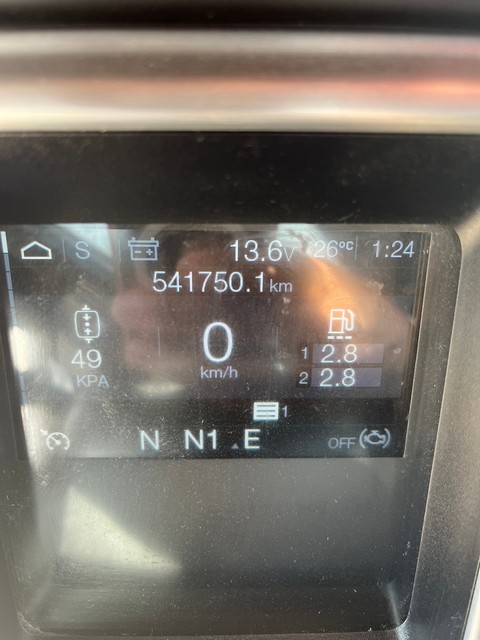 S 13.6V 26°C 1:24
541750.1km
49
KPA
0
km/h
1 2.8
2 2.8
1
N N1 E OFF